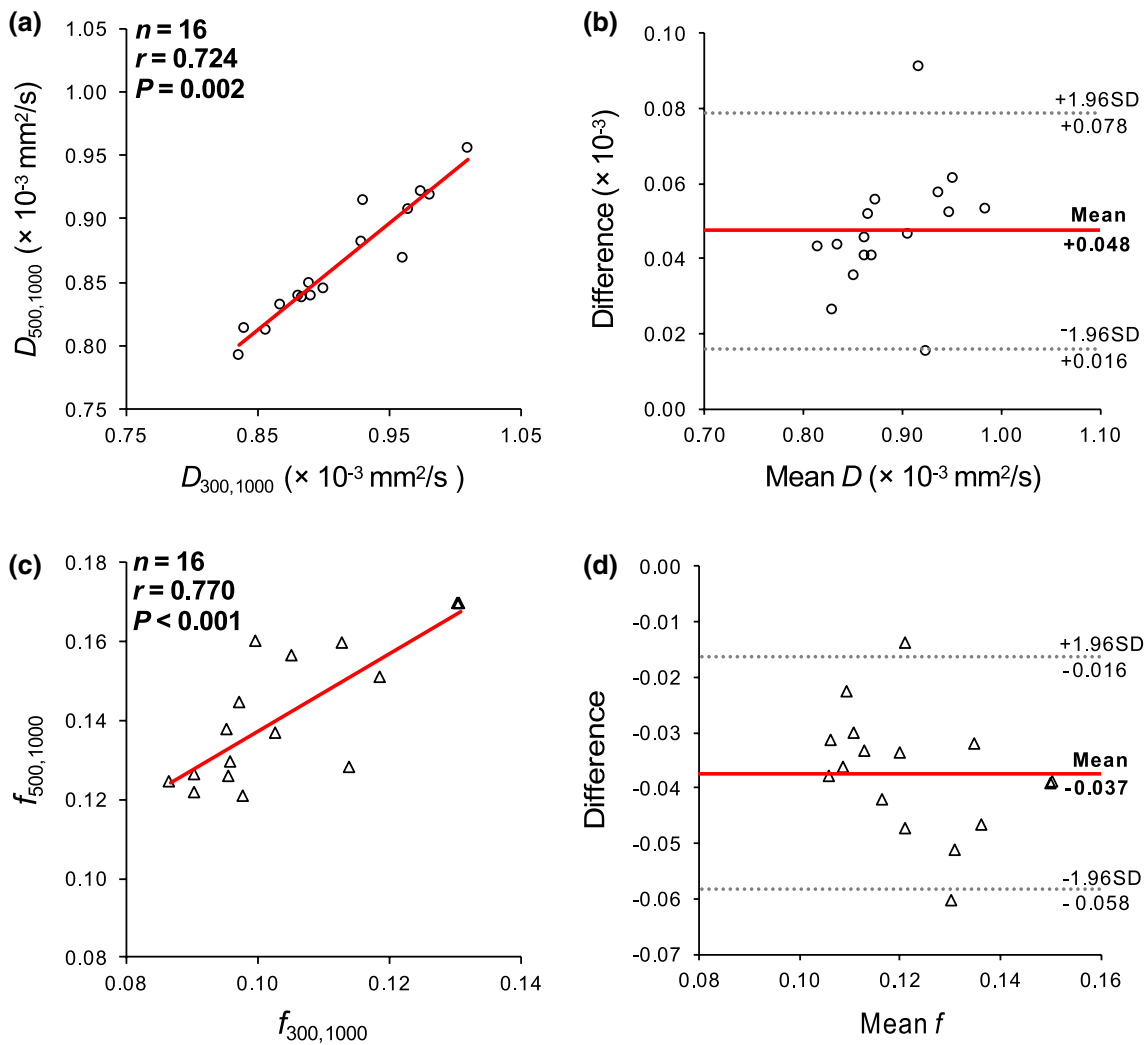 (a)
n = 16
r = 0.724
P = 0.002
1.05
1.00
0.95
0.90
0.85
0.80
0.75
D500,1000 (× 10-3 mm2/s)
0.75
0.85
0.95
1.05
D300,1000 (× 10-3 mm2/s )
(b)
0.10
0.08
0.06
0.04
0.02
0.00
Difference (× 10-3)
+1.96SD
+0.078
Mean
+0.048
-1.96SD
+0.016
0.70
0.80
0.90
1.00
1.10
Mean D (× 10-3 mm2/s)
(c)
n = 16
r = 0.770
P < 0.001
0.18
0.16
0.14
0.12
0.10
0.08
f500,1000
0.08
0.10
0.12
0.14
f300,1000
(d)
0.00
-0.01
-0.02
-0.03
-0.04
-0.05
-0.06
-0.07
Difference
+1.96SD
-0.016
Mean
-0.037
-1.96SD
- 0.058
0.08
0.10
0.12
0.14
0.16
Mean f